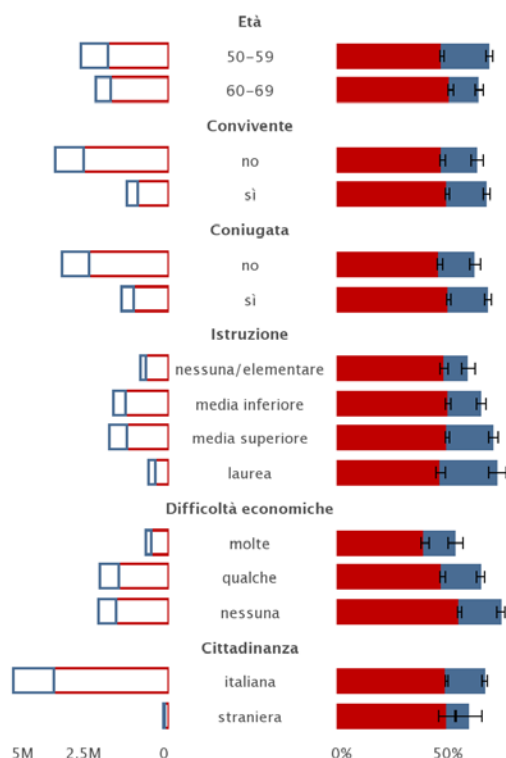 Età
50-59
60-69
Convivente
no
sì
Coniugata
no
sì
Istruzione
nessuna/elementare
media inferiore
media superiore
laurea
Difficoltà economiche
molte
qualche
nessuna
Cittadinanza
italiana
straniera
5M 2.5M 0 0% 50%